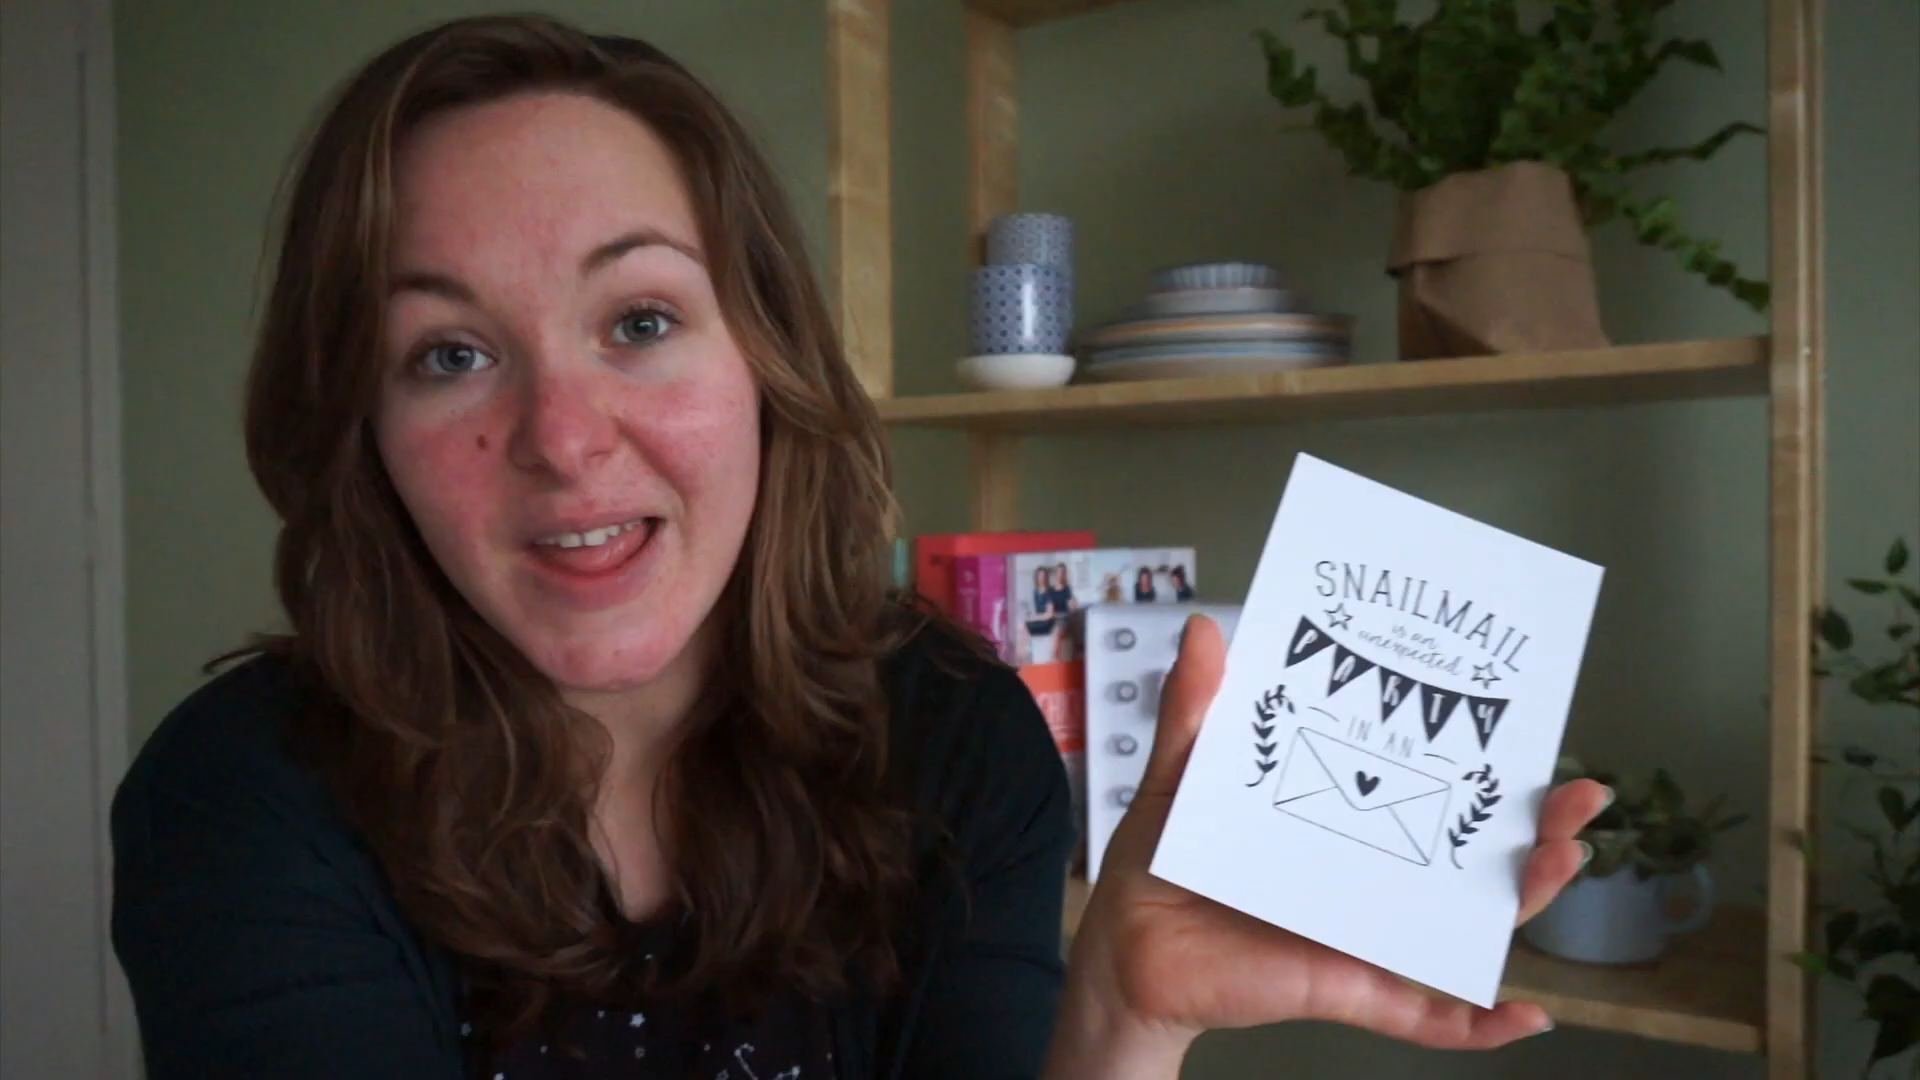 SNAILMAIL
is an
unexpected
PARTY
IN AN